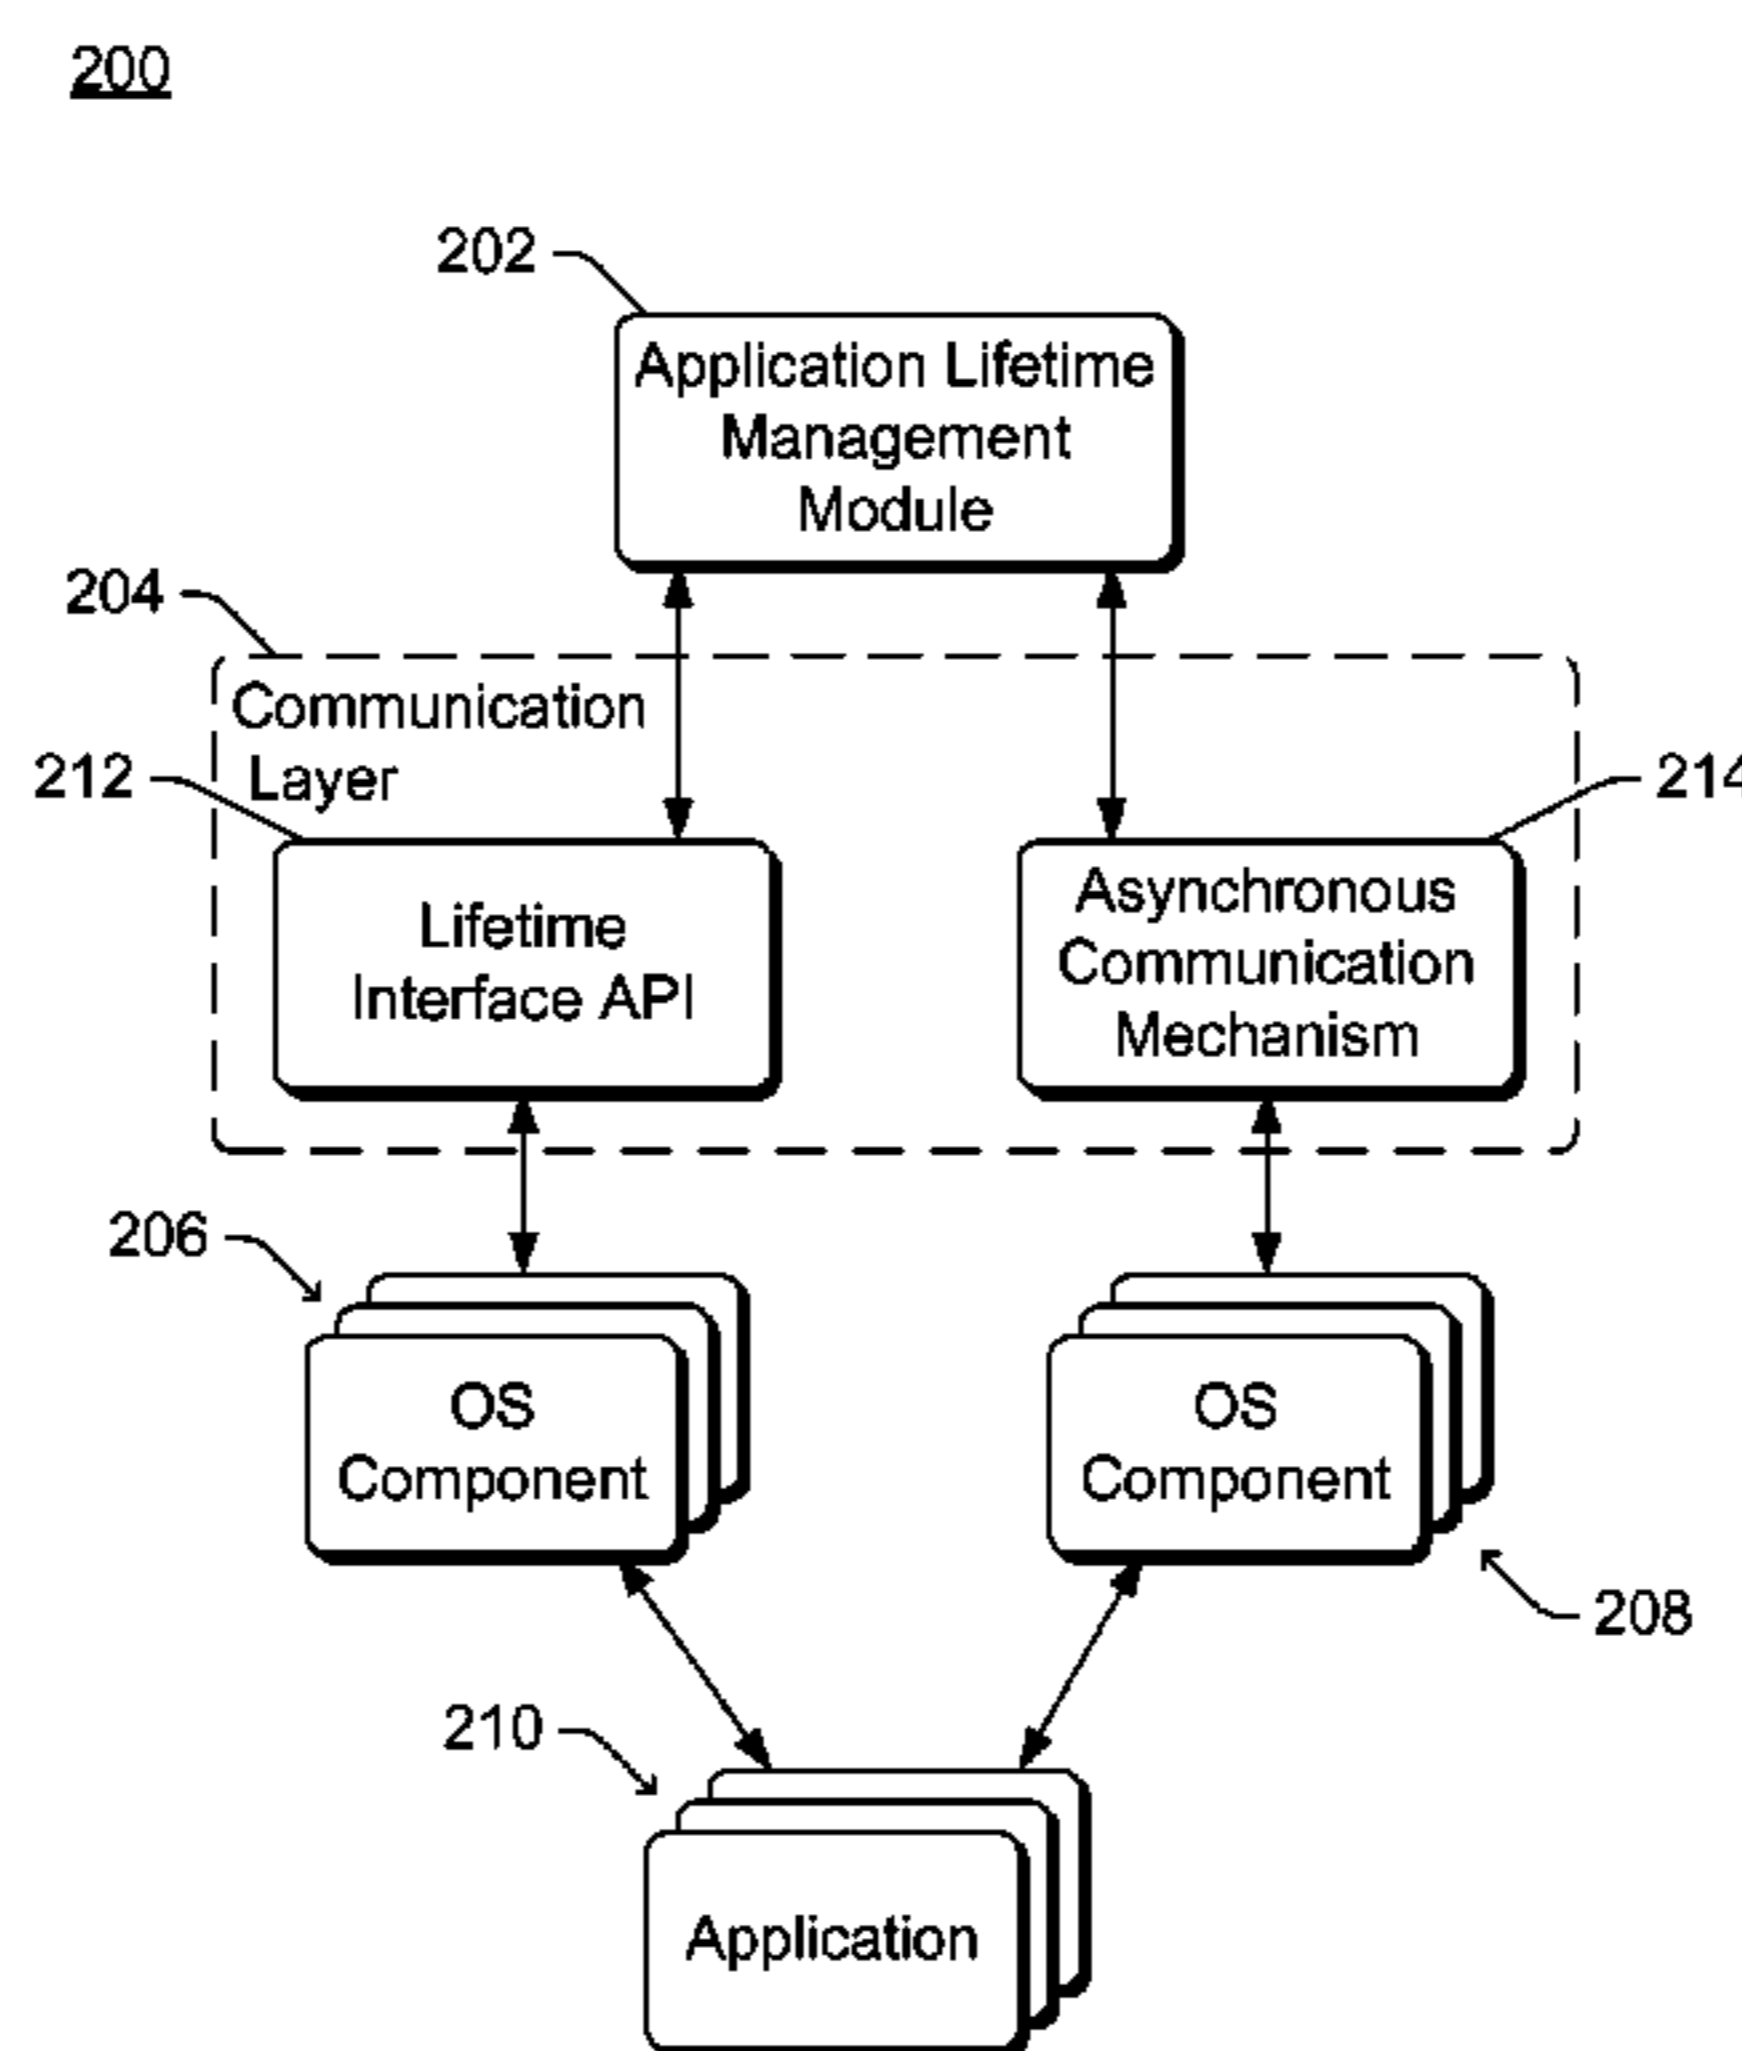 200
202
Application Lifetime
Management
Module
204
Communication
Layer
212
214
Lifetime
Interface API
Asynchronous
Communication
Mechanism
206
OS
Component
OS
Component
208
210
Application